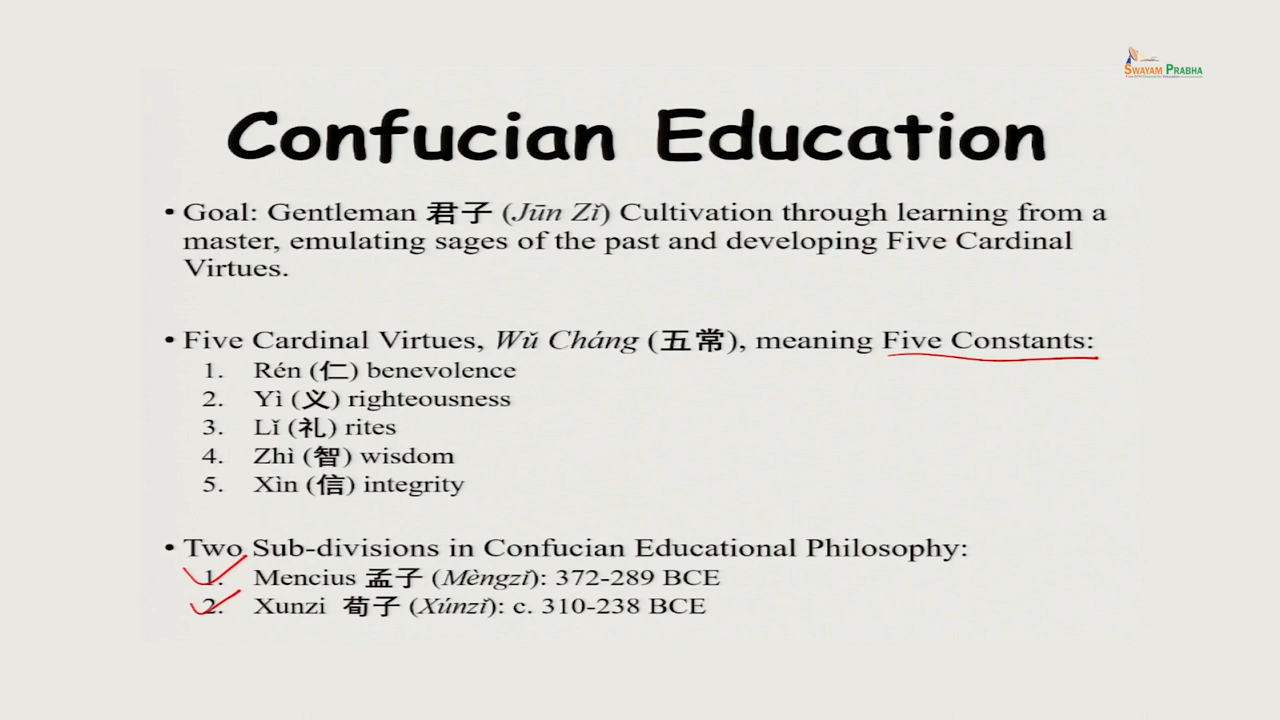 SWAYAM PRABHA
Confucian Education
• Goal: Gentleman 君子 (Jūn Zǐ) Cultivation through learning from a
master, emulating sages of the past and developing Five Cardinal
Virtues.
• Five Cardinal Virtues, Wǔ Cháng (五常), meaning Five Constants:
1. Rén (仁) benevolence
2. Yì (义) righteousness
3. Lǐ (礼) rites
4. Zhì (智) wisdom
5. Xìn (信) integrity
• Two Sub-divisions in Confucian Educational Philosophy:
1. Mencius 孟子 (Mèngzǐ): 372-289 BCE
2. Xunzi 荀子 (Xúnzǐ): c. 310-238 BCE